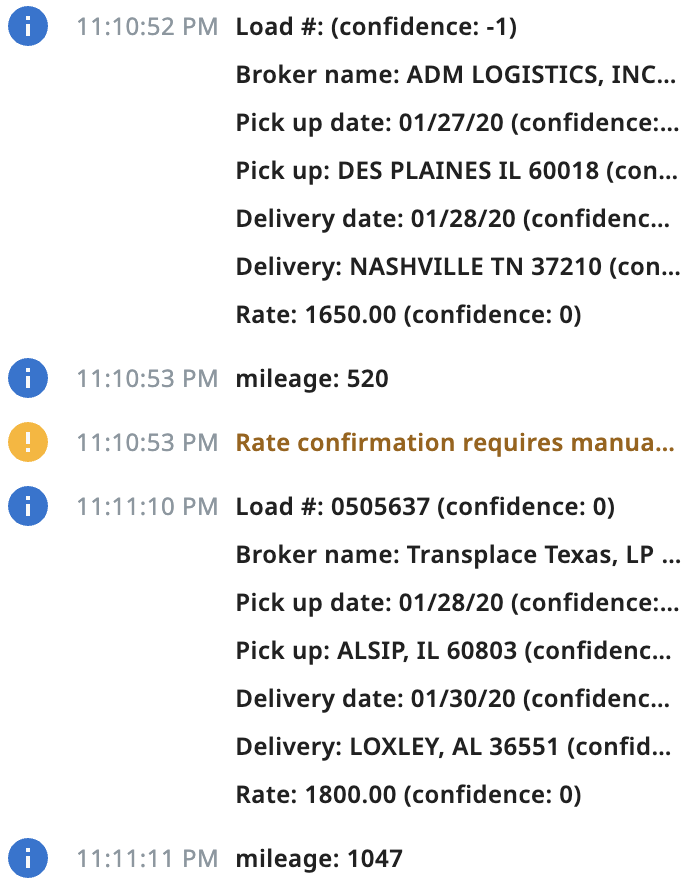 11:10:52 PM Load #: (confidence: -1)
Broker name: ADM LOGISTICS, INC...
Pick up date: 01/27/20 (confidence:...
Pick up: DES PLAINES IL 60018 (con...
Delivery date: 01/28/20 (confidenc...
Delivery: NASHVILLE TN 37210 (con...
Rate: 1650.00 (confidence: 0)
11:10:53 PM mileage: 520
11:10:53 PM Rate confirmation requires manua...
11:11:10 PM Load #: 0505637 (confidence: 0)
Broker name: Transplace Texas, LP ...
Pick up date: 01/28/20 (confidence:...
Pick up: ALSIP, IL 60803 (confidenc...
Delivery date: 01/30/20 (confidenc...
Delivery: LOXLEY, AL 36551 (confid...
Rate: 1800.00 (confidence: 0)
11:11:11 PM mileage: 1047